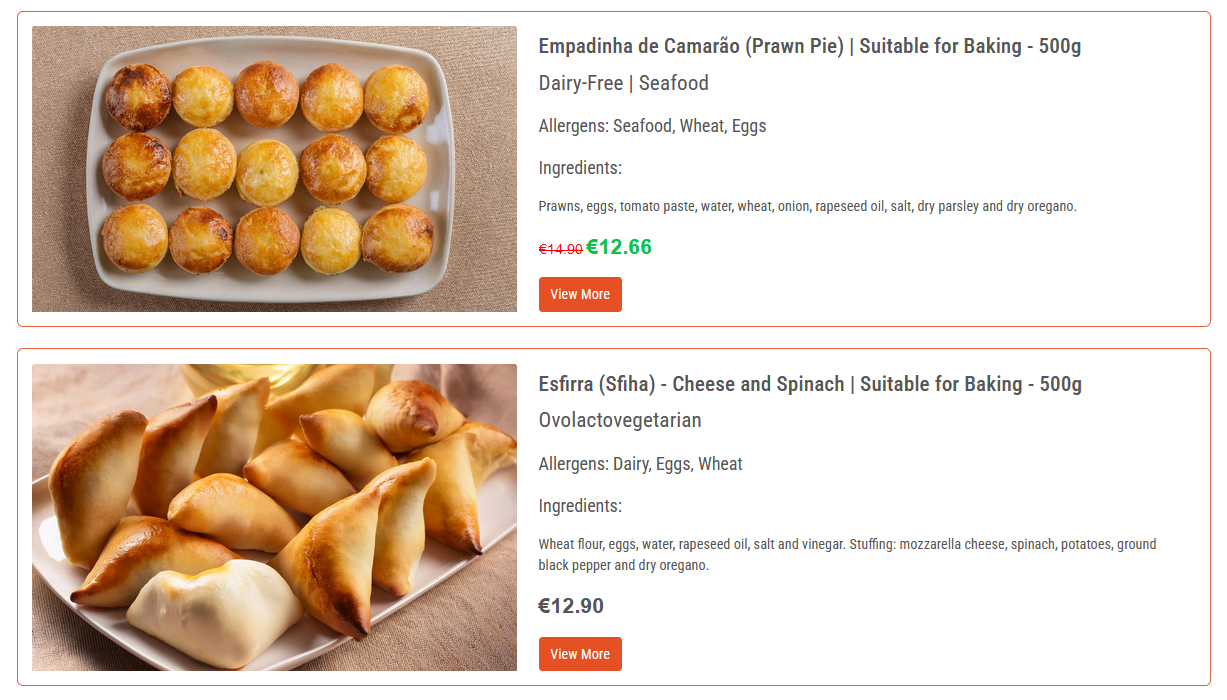 Empadinha de Camarão (Prawn Pie) | Suitable for Baking - 500g
Dairy-Free | Seafood
Allergens: Seafood, Wheat, Eggs
Ingredients:
Prawns, eggs, tomato paste, water, wheat, onion, rapeseed oil, salt, dry parsley and dry oregano.
€14.90 €12.66
View More
Esfirra (Sfiha) - Cheese and Spinach | Suitable for Baking - 500g
Ovolactovegetarian
Allergens: Dairy, Eggs, Wheat
Ingredients:
Wheat flour, eggs, water, rapeseed oil, salt and vinegar. Stuffing: mozzarella cheese, spinach, potatoes, ground
black pepper and dry oregano.
€12.90
View More